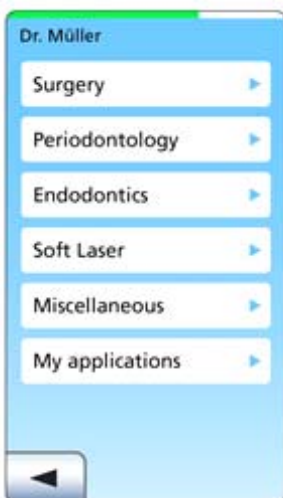 Dr. Müller
Surgery
Periodontology
Endodontics
Soft Laser
Miscellaneous
My applications